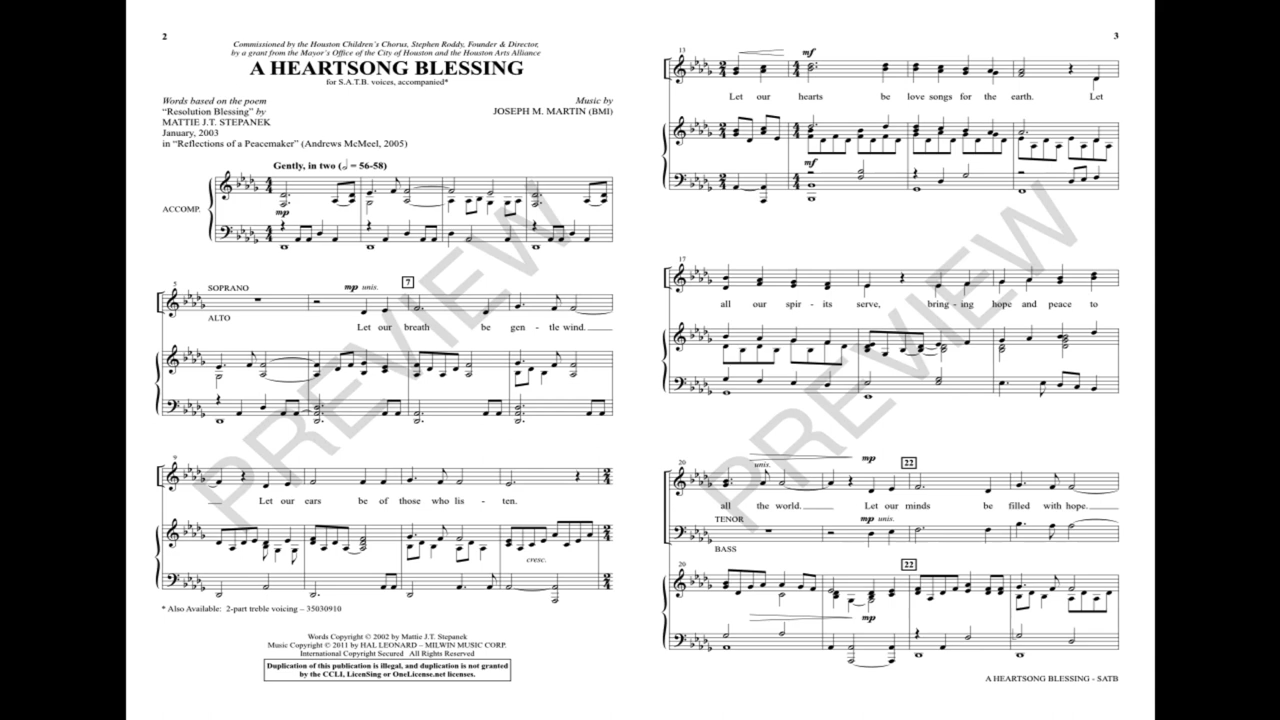 2
Commissioned by the Houston Children's Chorus, Stephen Roddy, Founder & Director,
by a grant from the Mayor's Office of the City of Houston and the Houston Arts Alliance
A HEARTSONG BLESSING
for S.A.T.B. voices, accompanied*
Words based on the poem
"Resolution Blessing" by
MATTIE J.T. STEPANEK
January, 2003
in "Reflections of a Peacemaker" (Andrews McMeel, 2005)
Music by
JOSEPH M. MARTIN (BMI)
Gently, in two (𝅗𝅥 = 56-58)
ACCOMP.
mp
5
SOPRANO
ALTO
mp unis.
7
Let our breath be gen - tle wind.
9
Let our ears be of those who lis - ten.
cresc.
* Also Available: 2-part treble voicing – 35030910
Words Copyright © 2002 by Mattie J.T. Stepanek
Music Copyright © 2011 by HAL LEONARD – MILWIN MUSIC CORP.
International Copyright Secured All Rights Reserved
Duplication of this publication is illegal, and duplication is not granted
by the CCLI, LicenSing or OneLicense.net licenses.
PREVIEW
3
13
mf
Let our hearts be love songs for the earth. Let
mf
17
all our spir - its serve, bring - ing hope and peace to
20
unis.
mp
22
all the world. Let our minds be filled with hope.
TENOR
BASS
mp unis.
20
22
mp
PREVIEW
A HEARTSONG BLESSING - SATB